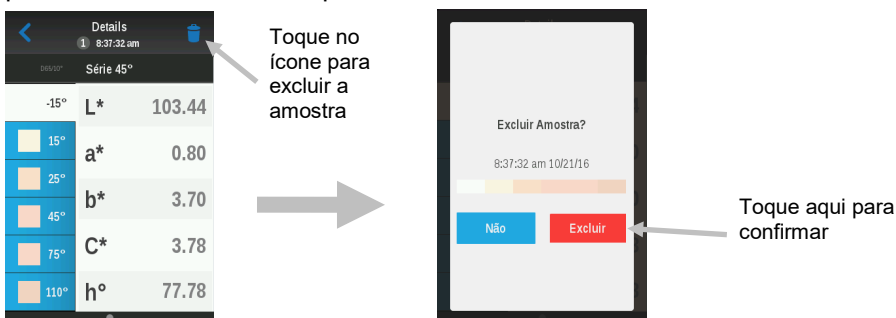 Details
1 8:37:32 am
D65/10°
Série 45°
-15°
15°
25°
45°
75°
110°
L* 103.44
a* 0.80
b* 3.70
C* 3.78
h° 77.78
Toque no
ícone para
excluir a
amostra
Excluir Amostra?
8:37:32 am 10/21/16
Não
Excluir
Toque aqui para
confirmar